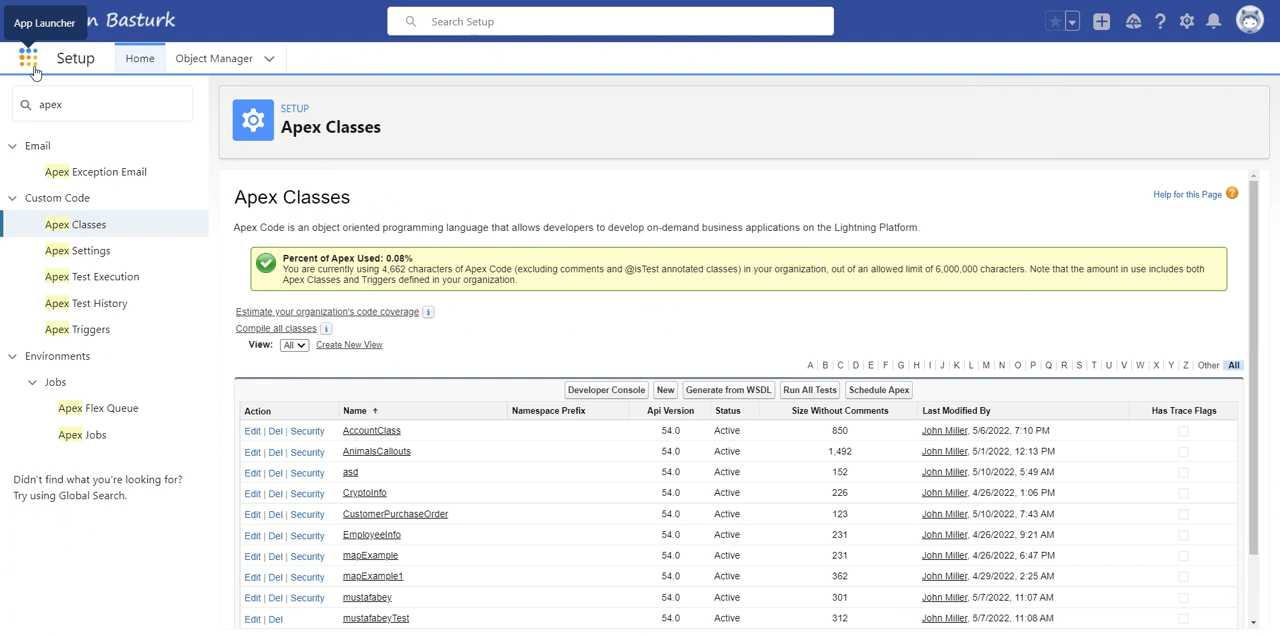 App Launcher
n Basturk
Search Setup
Setup
Home
Object Manager
apex
Email
Apex Exception Email
Custom Code
Apex Classes
Apex Settings
Apex Test Execution
Apex Test History
Apex Triggers
Environments
Jobs
Apex Flex Queue
Apex Jobs
Didn't find what you're looking for?
Try using Global Search.
SETUP
Apex Classes
Apex Classes
Help for this Page ?
Apex Code is an object oriented programming language that allows developers to develop on-demand business applications on the Lightning Platform.
Percent of Apex Used: 0.08%
You are currently using 4,662 characters of Apex Code (excluding comments and @isTest annotated classes) in your organization, out of an allowed limit of 6,000,000 characters. Note that the amount in use includes both
Apex Classes and Triggers defined in your organization.
Estimate your organization's code coverage i
Compile all classes i
View: All Create New View
A B C D E F G H I J K L M N O P Q R S T U V W X Y Z Other All
Developer Console New Generate from WSDL Run All Tests Schedule Apex
Action Name Namespace Prefix Api Version Status Size Without Comments Last Modified By Has Trace Flags
Edit | Del | Security AccountClass 54.0 Active 850 John Miller, 5/6/2022, 7:10 PM
Edit | Del | Security AnimalsCallouts 54.0 Active 1,492 John Miller, 5/1/2022, 12:13 PM
Edit | Del | Security asd 54.0 Active 152 John Miller, 5/10/2022, 5:49 AM
Edit | Del | Security CryptoInfo 54.0 Active 226 John Miller, 4/26/2022, 1:06 PM
Edit | Del | Security CustomerPurchaseOrder 54.0 Active 123 John Miller, 5/10/2022, 7:43 AM
Edit | Del | Security EmployeeInfo 54.0 Active 231 John Miller, 4/26/2022, 9:21 AM
Edit | Del | Security mapExample 54.0 Active 231 John Miller, 4/26/2022, 6:47 PM
Edit | Del | Security mapExample1 54.0 Active 362 John Miller, 4/29/2022, 2:25 AM
Edit | Del | Security mustafabey 54.0 Active 301 John Miller, 5/7/2022, 11:07 AM
Edit | Del mustafabeyTest 54.0 Active 312 John Miller, 5/7/2022, 11:08 AM